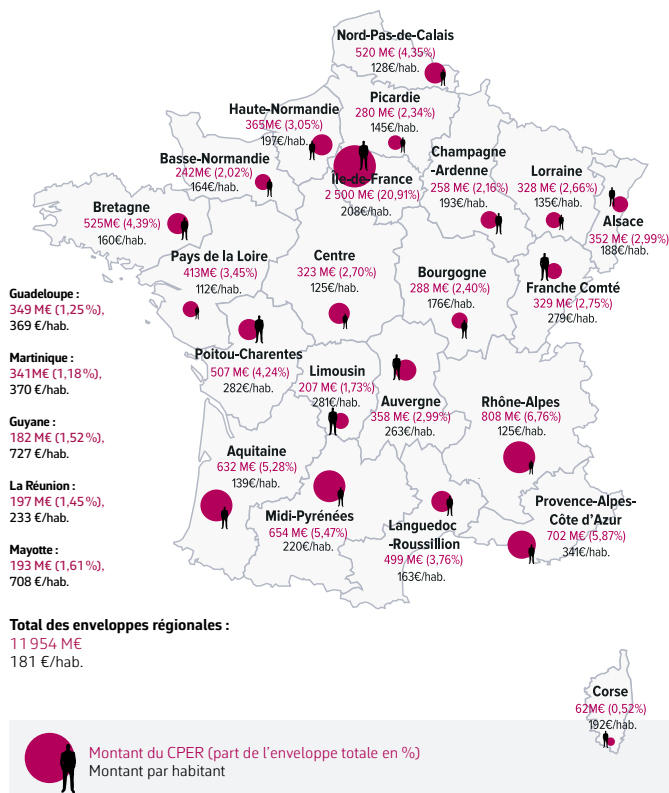 Nord-Pas-de-Calais
520 M€ (4,35%)
128€/hab.
Picardie
280 M€ (2,34%)
145€/hab.
Haute-Normandie
365M€ (3,05%)
197€/hab.
Basse-Normandie
242M€ (2,02%)
164€/hab.
Île-de-France
2 500 M€ (20,91%)
208€/hab.
Champagne
-Ardenne
258 M€ (2,16%)
193€/hab.
Lorraine
328 M€ (2,66%)
135€/hab.
Alsace
352 M€ (2,99%)
188€/hab.
Bretagne
525M€ (4,39%)
160€/hab.
Pays de la Loire
413M€ (3,45%)
112€/hab.
Centre
323 M€ (2,70%)
125€/hab.
Bourgogne
288 M€ (2,40%)
176€/hab.
Franche Comté
329 M€ (2,75%)
279€/hab.
Poitou-Charentes
507 M€ (4,24%)
282€/hab.
Limousin
207 M€ (1,73%)
281€/hab.
Auvergne
358 M€ (2,99%)
263€/hab.
Rhône-Alpes
808 M€ (6,76%)
125€/hab.
Aquitaine
632 M€ (5,28%)
139€/hab.
Midi-Pyrénées
654 M€ (5,47%)
220€/hab.
Languedoc
-Roussillion
499 M€ (3,76%)
163€/hab.
Provence-Alpes-
Côte d'Azur
702 M€ (5,87%)
341€/hab.
Guadeloupe :
349 M€ (1,25%),
369 €/hab.
Martinique :
341M€ (1,18%),
370 €/hab.
Guyane :
182 M€ (1,52%),
727 €/hab.
La Réunion :
197 M€ (1,45%),
233 €/hab.
Mayotte :
193 M€ (1,61%),
708 €/hab.
Total des enveloppes régionales :
11 954 M€
181 €/hab.
Corse
62M€ (0,52%)
192€/hab.
Montant du CPER (part de l'enveloppe totale en %)
Montant par habitant